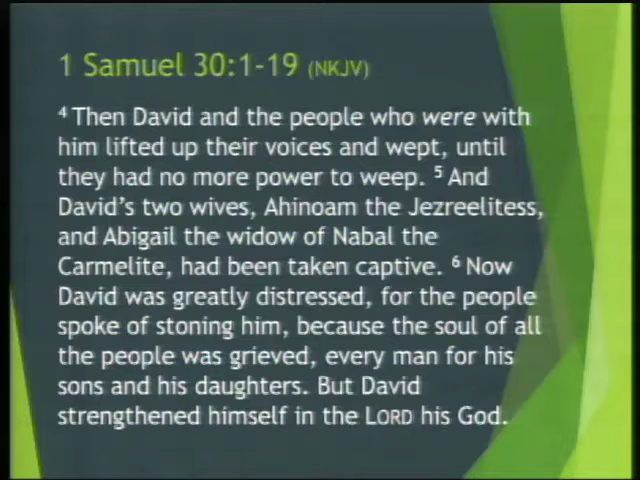 1 Samuel 30:1-19 (NKJV)
⁴ Then David and the people who were with
him lifted up their voices and wept, until
they had no more power to weep. ⁵ And
David's two wives, Ahinoam the Jezreelitess,
and Abigail the widow of Nabal the
Carmelite, had been taken captive. ⁶ Now
David was greatly distressed, for the people
spoke of stoning him, because the soul of all
the people was grieved, every man for his
sons and his daughters. But David
strengthened himself in the LORD his God.